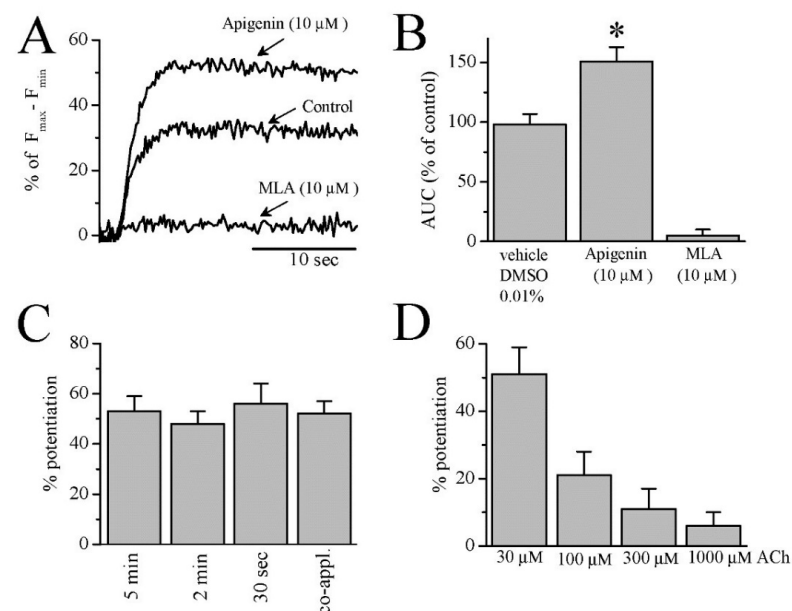 A
Apigenin (10 µM )
Control
MLA (10 µM )
10 sec
% of Fmax- Fmin
60
40
20
0
B
*
AUC (% of control)
150
100
50
0
vehicle
DMSO
0.01%
Apigenin
(10 µM )
MLA
(10 µM )
C
% potentiation
80
60
40
20
0
5 min
2 min
30 sec
co-appl.
D
% potentiation
60
40
20
0
30 µM 100 µM 300 µM 1000 µM ACh